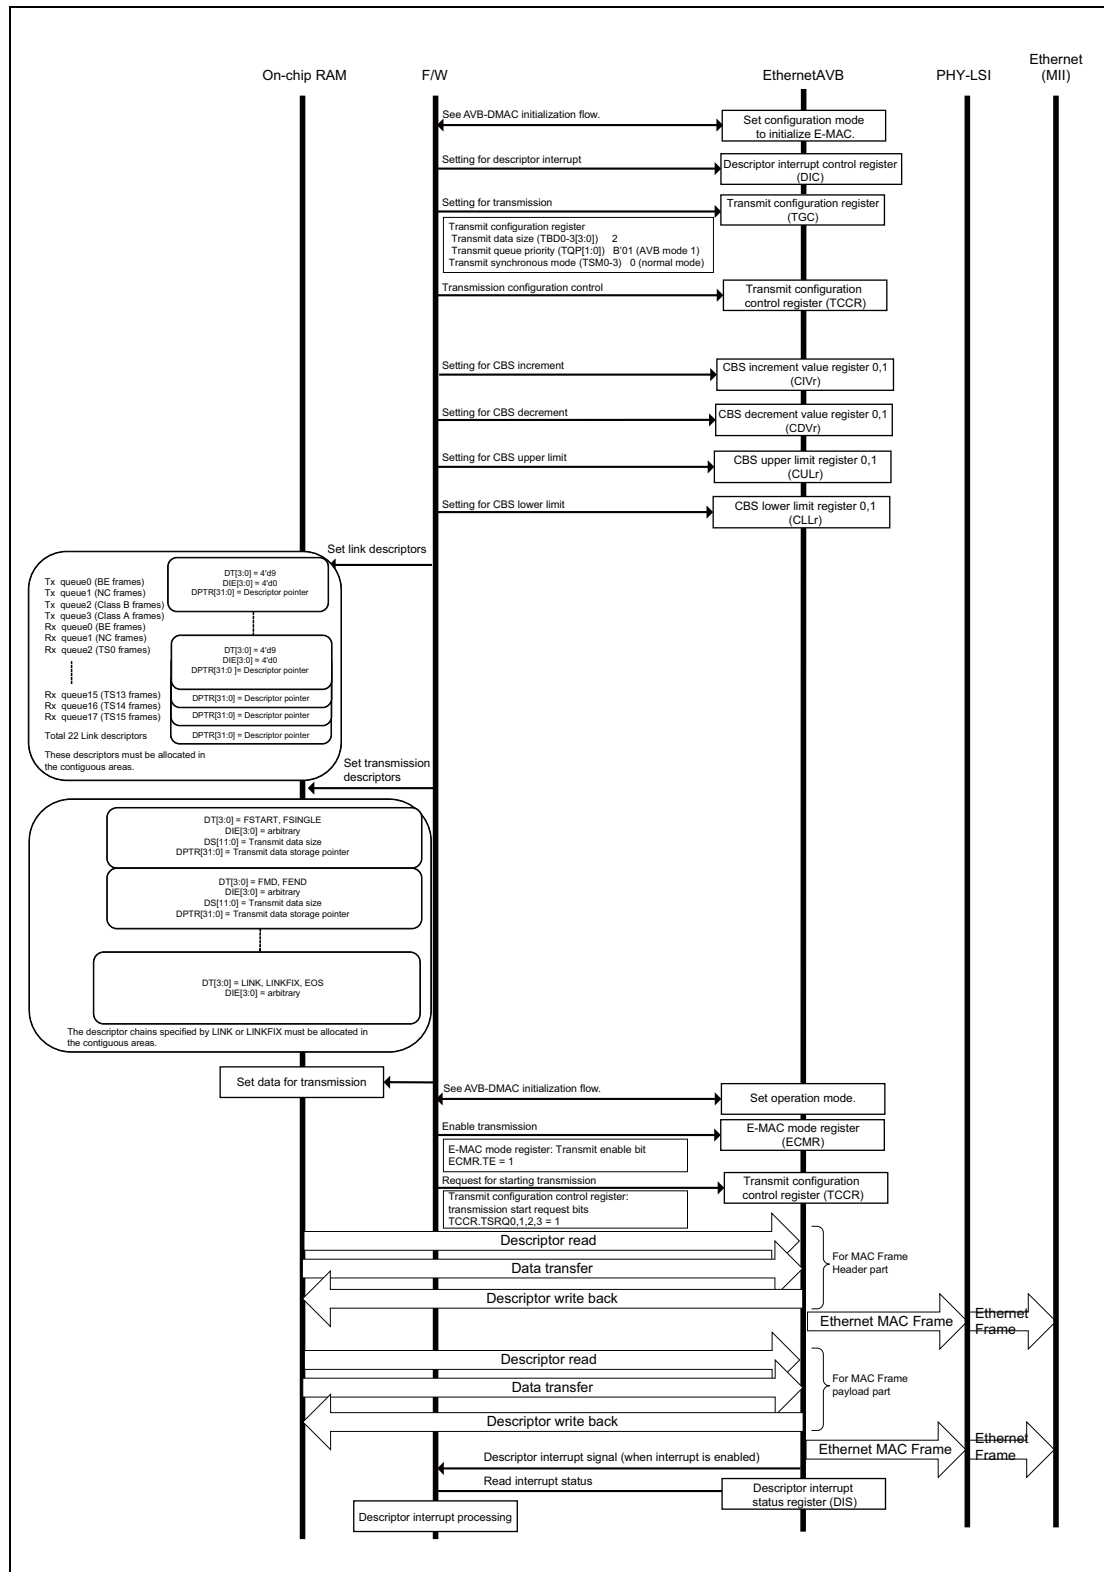 On-chip RAM
F/W
EthernetAVB
PHY-LSI
Ethernet
(MII)
See AVB-DMAC initialization flow.
Set configuration mode
to initialize E-MAC.
Setting for descriptor interrupt
Descriptor interrupt control register
(DIC)
Setting for transmission
Transmit configuration register
(TGC)
Transmit configuration register
Transmit data size (TBD0-3[3:0]) 2
Transmit queue priority (TQP[1:0]) B'01 (AVB mode 1)
Transmit synchronous mode (TSM0-3) 0 (normal mode)
Transmission configuration control
Transmit configuration
control register (TCCR)
Setting for CBS increment
CBS increment value register 0,1
(CIVr)
Setting for CBS decrement
CBS decrement value register 0,1
(CDVr)
Setting for CBS upper limit
CBS upper limit register 0,1
(CULr)
Setting for CBS lower limit
CBS lower limit register 0,1
(CLLr)
Set link descriptors
Tx queue0 (BE frames)
Tx queue1 (NC frames)
Tx queue2 (Class B frames)
Tx queue3 (Class A frames)
Rx queue0 (BE frames)
Rx queue1 (NC frames)
Rx queue2 (TS0 frames)
Rx queue15 (TS13 frames)
Rx queue16 (TS14 frames)
Rx queue17 (TS15 frames)
Total 22 Link descriptors
These descriptors must be allocated in
the contiguous areas.
DT[3:0] = 4'd9
DIE[3:0] = 4'd0
DPTR[31:0] = Descriptor pointer
DT[3:0] = 4'd9
DIE[3:0] = 4'd0
DPTR[31:0 ]= Descriptor pointer
DPTR[31:0] = Descriptor pointer
DPTR[31:0] = Descriptor pointer
DPTR[31:0] = Descriptor pointer
Set transmission
descriptors
DT[3:0] = FSTART, FSINGLE
DIE[3:0] = arbitrary
DS[11:0] = Transmit data size
DPTR[31:0] = Transmit data storage pointer
DT[3:0] = FMD, FEND
DIE[3:0] = arbitrary
DS[11:0] = Transmit data size
DPTR[31:0] = Transmit data storage pointer
DT[3:0] = LINK, LINKFIX, EOS
DIE[3:0] = arbitrary
The descriptor chains specified by LINK or LINKFIX must be allocated in
the contiguous areas.
Set data for transmission
See AVB-DMAC initialization flow.
Set operation mode.
Enable transmission
E-MAC mode register
(ECMR)
E-MAC mode register: Transmit enable bit
ECMR.TE = 1
Request for starting transmission
Transmit configuration
control register (TCCR)
Transmit configuration control register:
transmission start request bits
TCCR.TSRQ0,1,2,3 = 1
Descriptor read
Data transfer
Descriptor write back
For MAC Frame
Header part
Ethernet MAC Frame
Ethernet
Frame
Descriptor read
Data transfer
Descriptor write back
For MAC Frame
payload part
Ethernet MAC Frame
Ethernet
Frame
Descriptor interrupt signal (when interrupt is enabled)
Read interrupt status
Descriptor interrupt
status register (DIS)
Descriptor interrupt processing